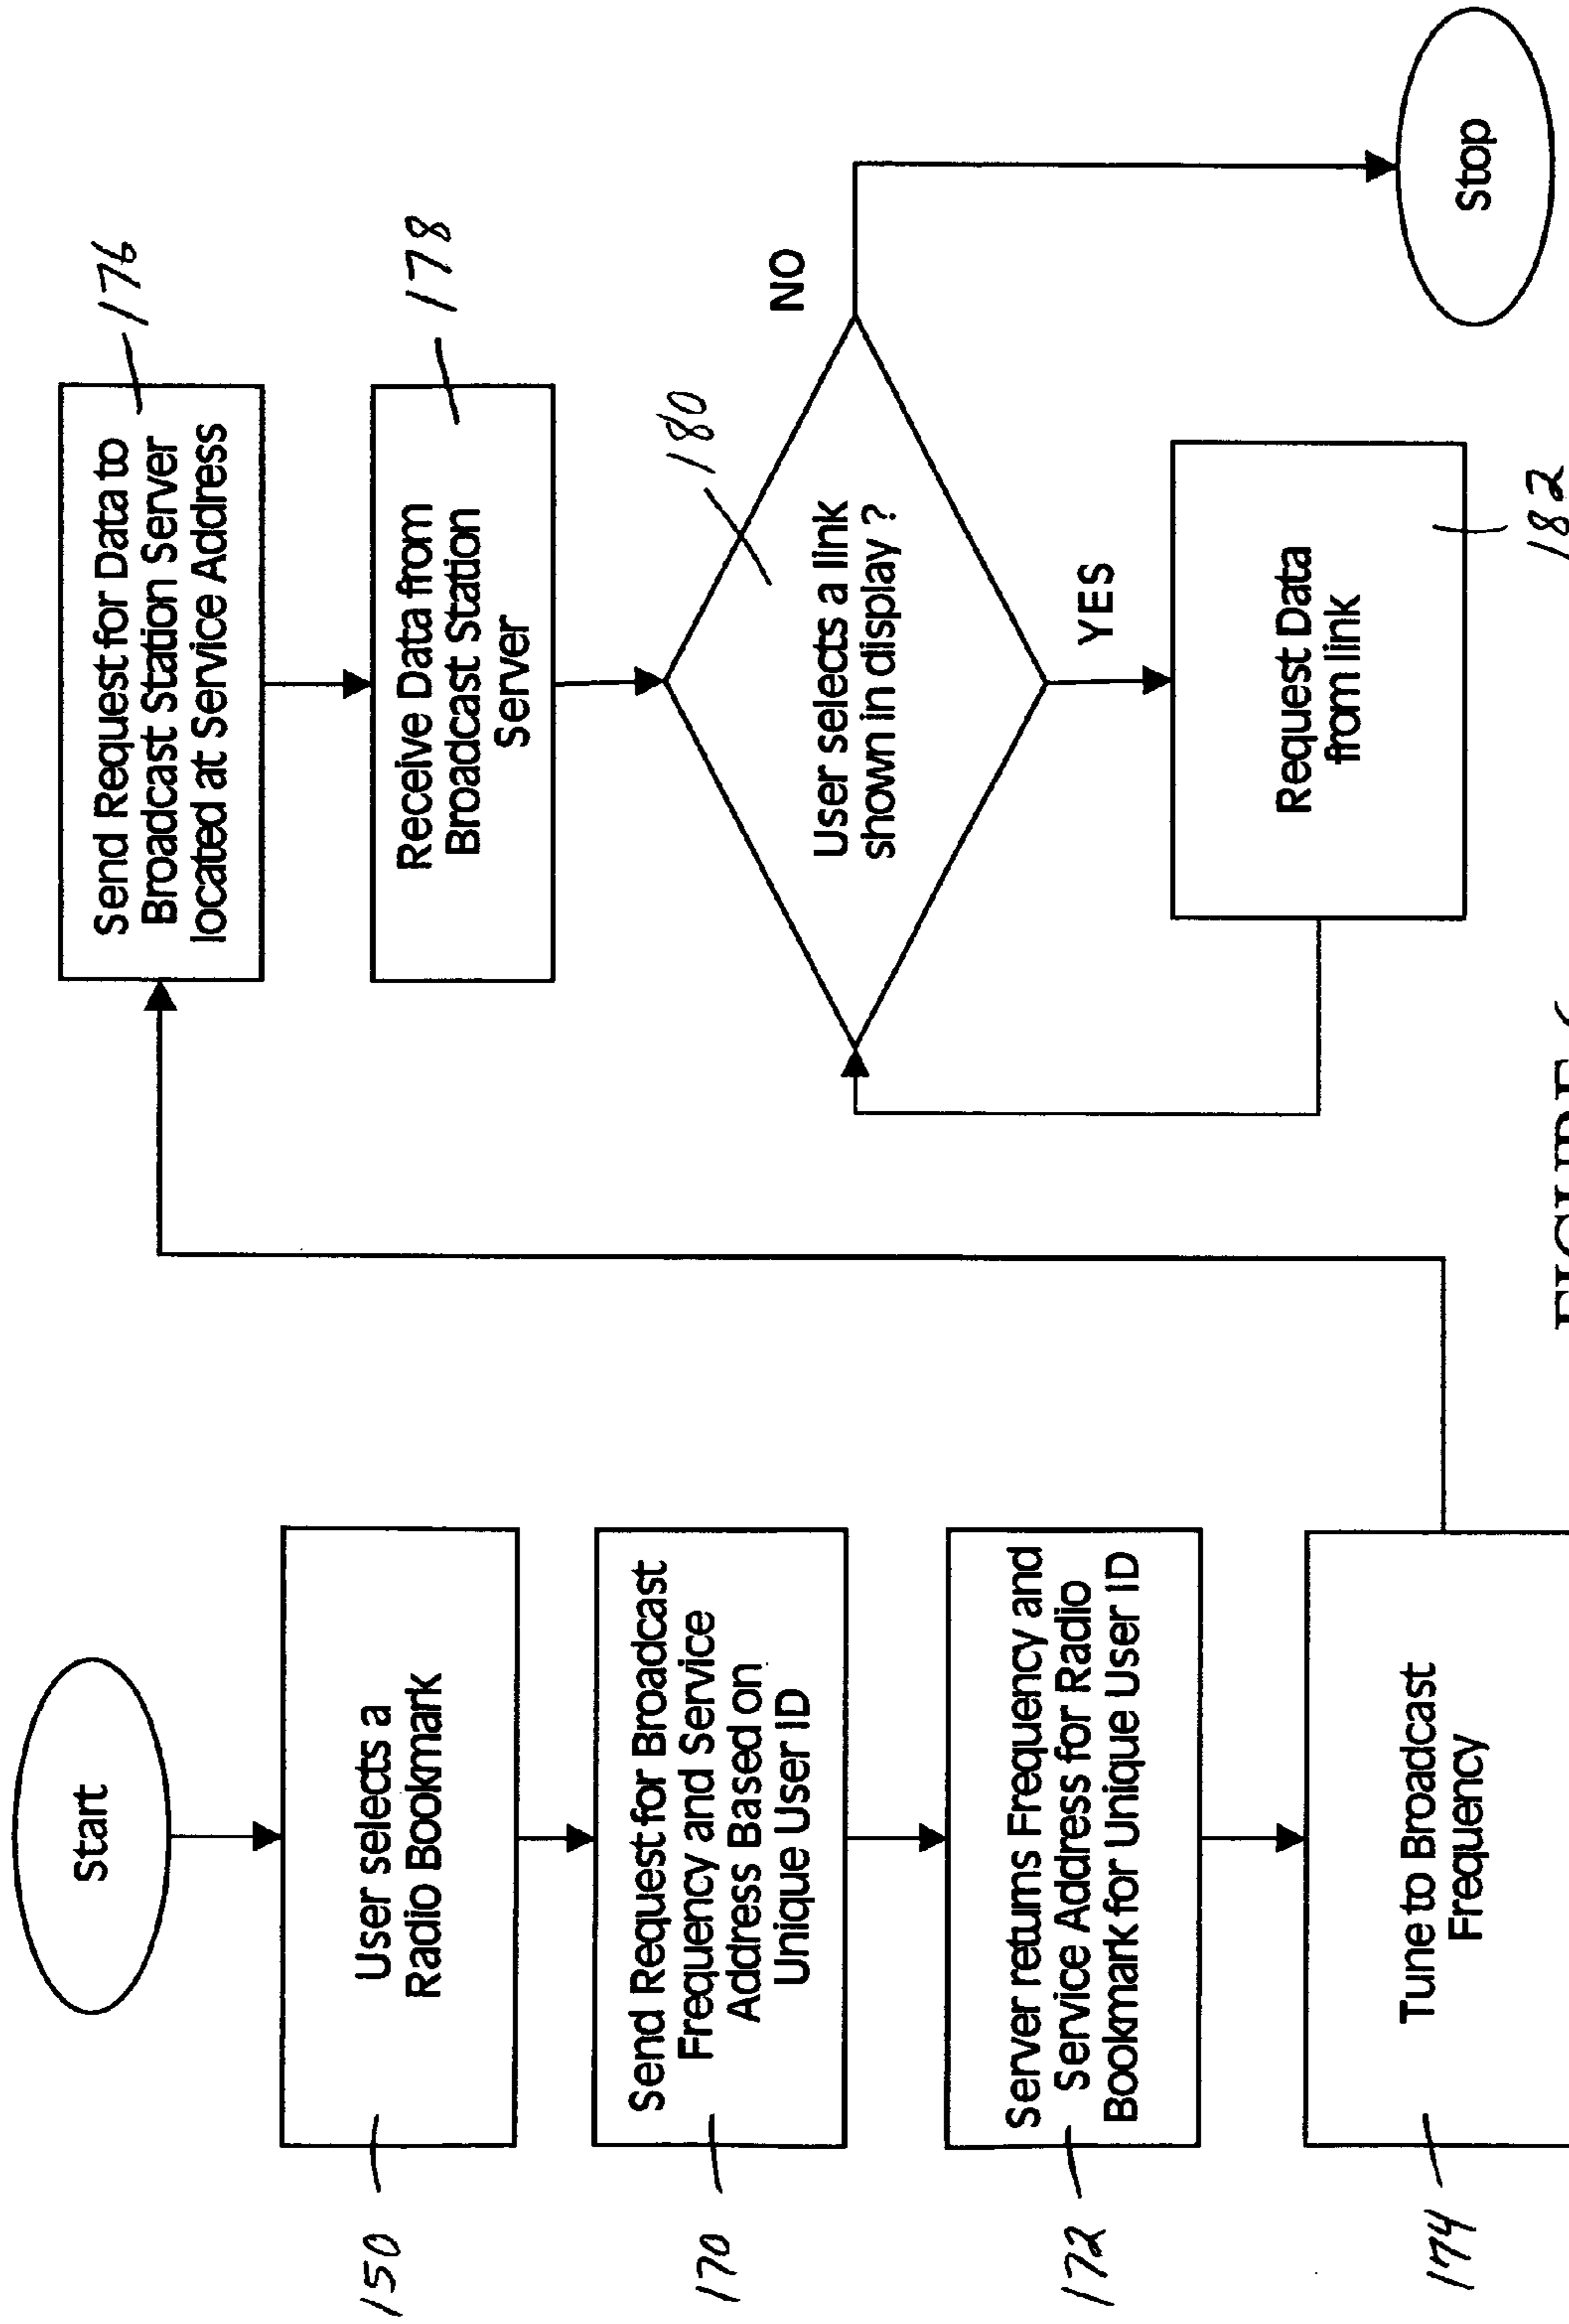 Start
User selects a
Radio Bookmark
150
Send Request for Broadcast
Frequency and Service
Address Based on
Unique User ID
170
Server returns Frequency and
Service Address for Radio
Bookmark for Unique User ID
172
Tune to Broadcast
Frequency
174
Send Request for Data to
Broadcast Station Server
located at Service Address
176
Receive Data from
Broadcast Station
Server
178
User selects a link
shown in display ?
180
NO
YES
Request Data
from link
182
Stop
FIGURE